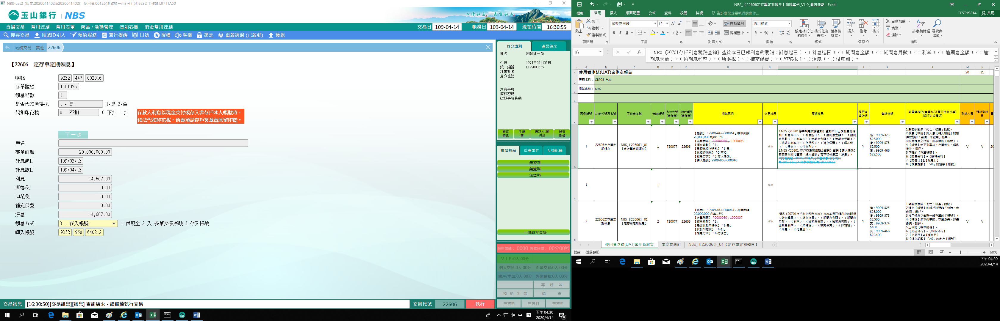 NBS-uat2 (版本:2020041402.b2020041402) 使用者:00126(測試櫃一丙) 分行別:9232 工作站:L9711A50
玉山銀行 | NBS
心清如玉，義重如山
自選交易 常用連結 常用表單 商品 / 活動管理 智能客服 消金常用連結
交易日 109-04-14 帳務日 109-04-14 現在時間 16:30:55
搜尋交易 帳號ID引入 預約服務 蒞行提醒 日誌 授權 廣播 鎖定 重啟週邊 (已啟動) 簽退
帳務交易 其他 22606
【22606 定存單定期領息】
帳號 9232 447 002016
存單號碼 1101076
領息期數 1
是否代扣所得稅 1 - 是 1-是 2-否
代扣印花稅 0 - 不扣 0-不扣 1-扣
存款人利息以現金支付或存入非存戶本人帳號時，
依法代扣印花稅，傳票須請存戶簽章蓋原留印鑑。
下一步
戶名
存單面額 20,000,000.00
計息起日 109/03/13
計息訖日 109/04/13
利息 14,667.00
所得稅 0.00
印花稅 0.00
補充保費 0.00
淨息 14,667.00
領息方式 3 - 存入帳號 1-付現金 2-入:多筆交易序號 3-存入帳號
轉入帳號 9232 968 640212
交易訊息 [16:30:50][交易訊息][訊息] 查詢結束，請繼續執行交易 交易代號 22606 執行
身分識別 產品往來
姓名 測試施一盈
生日 1974年05月05日
統一編號 E199000535
理專姓名
身分註記
注意事項
簡訊密碼
近期事故異動
顧客資訊 手續費 通路/共同行銷 顧客影像
推薦商品 重要事件 互動記錄
無資料
無資料
無資料
一般轉介登錄
服務號碼： 0000 等候時間： 00分00秒
V I P:0人 00分
個人交易:0人 00分 企業交易:0人 00分
開戶/申請:0人 00分 外匯業務:0人 00分
再 呼 叫
預 約 叫 號 結 束
無資料 無資料 無資料
中
下午 04:30
2020/4/14
4
NBS_【22606定存單定期領息】測試案例_V1.0_測資盤點 - Excel
檔案 常用 插入 版面配置 公式 資料 校閱 檢視 告訴我您想要執行的動作... TEST19214 共用
貼上 剪下 複製 複製格式 剪貼簿
微軟正黑體 12 B I U 字型
自動換列 跨欄置中 對齊方式
通用格式 $ % 數值
設定格式化的條件 格式化為表格 儲存格樣式 樣式
插入 刪除 格式 儲存格
自動加總 填滿 清除 排序與篩選 尋找與選取 編輯
I6 fx 1.NBS《20701存戶利息稅務查詢》查詢本日已領利息的明細﹙計息起日﹚、﹙計息迄日﹚、﹙期間息金額﹚、﹙期間息月數﹚、﹙利率﹚、﹙逾期息金額﹚、﹙逾
期息天數﹚、﹙逾期息利率﹚、﹙所得稅﹚、﹙補充保費﹚、﹙印花稅﹚、﹙淨息﹚、﹙付息別﹚。
A B C D E F G H I J K L M N
1 使用者測試(UAT)案例＆報告 20 11
2 專案名稱： CBP03 存款
3 測試系統： NBS
4
5 案例編號 功能代號及名稱 工作表名稱 情境編號 系統代號(請隱藏) 功能編碼(請隱藏) 測試案例 交易結果 預期結果 是否有會計帳 會計分錄 前置準備(包含資料/外圍介接系統等)(與IT討論確認) 測試人員 預計測試日
6 1 22606定存單定期領息 NBS_【22606】_01【定存單定期領息】 1 TS0077 22606
【帳號】「9909-447-000014」存單面額
20,000,000 利率1.5%
【存單號碼】「0000060」 1000006
【領息期數】「1」
【是否代扣所得稅】「1-是」
【代扣印花稅】「0-不扣」
【領息方式】「3-存入帳號」
【轉入帳號】9909-968-000040
成功
1.NBS《20701存戶利息稅務查詢》查詢本日已領利息的明
細﹙計息起日﹚、﹙計息迄日﹚、﹙期間息金額﹚、﹙期間
息月數﹚、﹙利率﹚、﹙逾期息金額﹚、﹙逾期息天數﹚、
﹙逾期息利率﹚、﹙所得稅﹚、﹙補充保費﹚、﹙印花稅
﹚、﹙淨息﹚、﹙付息別﹚。
2.NBS《20101-存戶交易明細整合查詢》查詢【轉入帳號】
的交易明細可查詢「轉入金額」為本次領息之「淨息」。
Y
借：9909-323
$25,000
貸：9909-373
$2,500
貸：9909-466
$22,500
1.顧客狀態無「死亡、破產」註記。
2.領息【帳號】與入息【轉入帳號】的帳
戶狀態非「結清、未啟用」帳戶。
3.按月領息之台幣一般存單的【帳號】。
4.【帳號】無下列事故：存單掛失、印鑑
掛失、扣押。
5.正確的【存單號碼】。
6.【交易分行】=【設帳分行】
7.【交易日】≧【領息日】
8.【領息期數】「>0」的定存【帳號】
V V
7 1 1 成功
8 2 22606定存單定期領息 NBS_【22606】_01【定存單定期領息】 2 TS0077 22606
【帳號】「9909-447-000014」存單面額
20,000,000 利率1.5%
【存單號碼】「0000060」 1000007
【領息期數】「1」
【是否代扣所得稅】「1-是」
【代扣印花稅】「1-扣」
【領息方式】「1-付現金」
成功
NBS《20701存戶利息稅務查詢》查詢本日已領利息的明細
﹙計息起日﹚、﹙計息迄日﹚、﹙期間息金額﹚、﹙期間息
月數﹚、﹙利率﹚、﹙逾期息金額﹚、﹙逾期息天數﹚、
﹙逾期息利率﹚、﹙所得稅﹚、﹙補充保費﹚、﹙印花稅﹚、
﹙淨息﹚、﹙付息別﹚。
Y
借：9909-323
$25,000
貸：9909-373
$2,500
貸：9909-374
$100
貸：9909-466
$22,400
1.顧客狀態無「死亡、破產」註記。
2.領息【帳號】的帳戶狀態非「結清、未
啟用」帳戶。
3.按月領息之台幣一般存單的【帳號】。
4.【帳號】無下列事故：存單掛失、印鑑
掛失、扣押。
5.正確的【存單號碼】。
6.【交易分行】=【設帳分行】
7.【交易日】≧【領息日】
8.【領息期數】「>0」的定存【帳號】
V V
使用者測試(UAT)案例＆報告 本交易統計 NBS_【22606】_01【定存單定期領息】
就緒 循環參照 60%
下午 04:30
2020/4/14